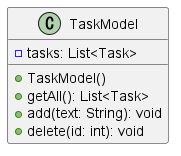 C TaskModel
tasks: List<Task>
TaskModel()
getAll(): List<Task>
add(text: String): void
delete(id: int): void